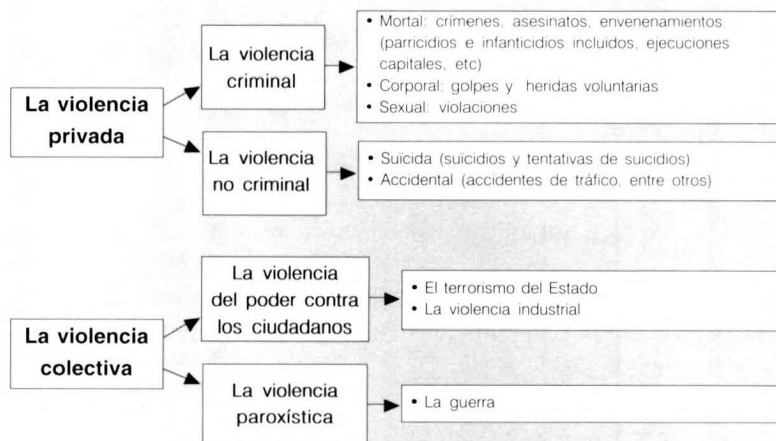 La violencia
privada
La violencia
criminal
• Mortal: crímenes, asesinatos, envenenamientos
(parricidios e infanticidios incluidos, ejecuciones
capitales, etc)
• Corporal: golpes y heridas voluntarias
• Sexual: violaciones
La violencia
no criminal
• Suicida (suicidios y tentativas de suicidios)
• Accidental (accidentes de tráfico, entre otros)
La violencia
colectiva
La violencia
del poder contra
los ciudadanos
• El terrorismo del Estado
• La violencia industrial
La violencia
paroxística
• La guerra